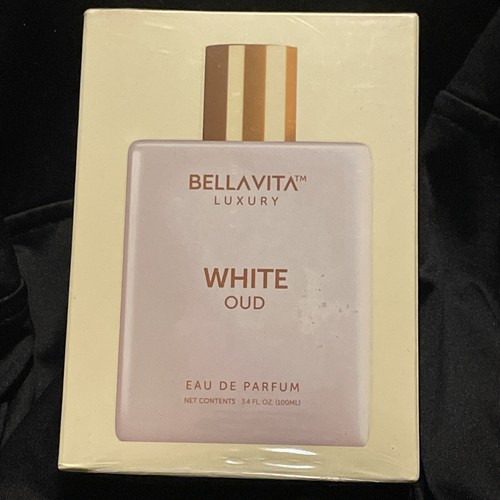 BELLAVITA™
LUXURY
WHITE
OUD
EAU DE PARFUM
NET CONTENTS 3.4 FL. OZ. (100ML)